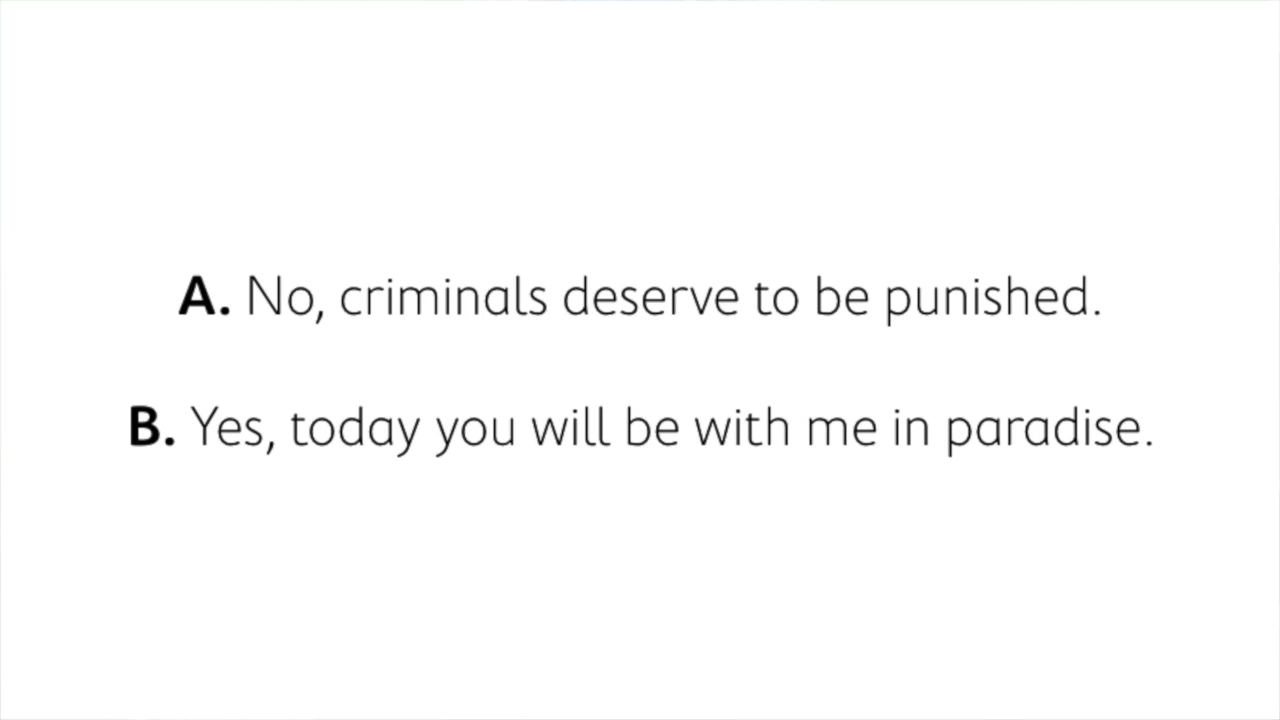 A. No, criminals deserve to be punished.
B. Yes, today you will be with me in paradise.